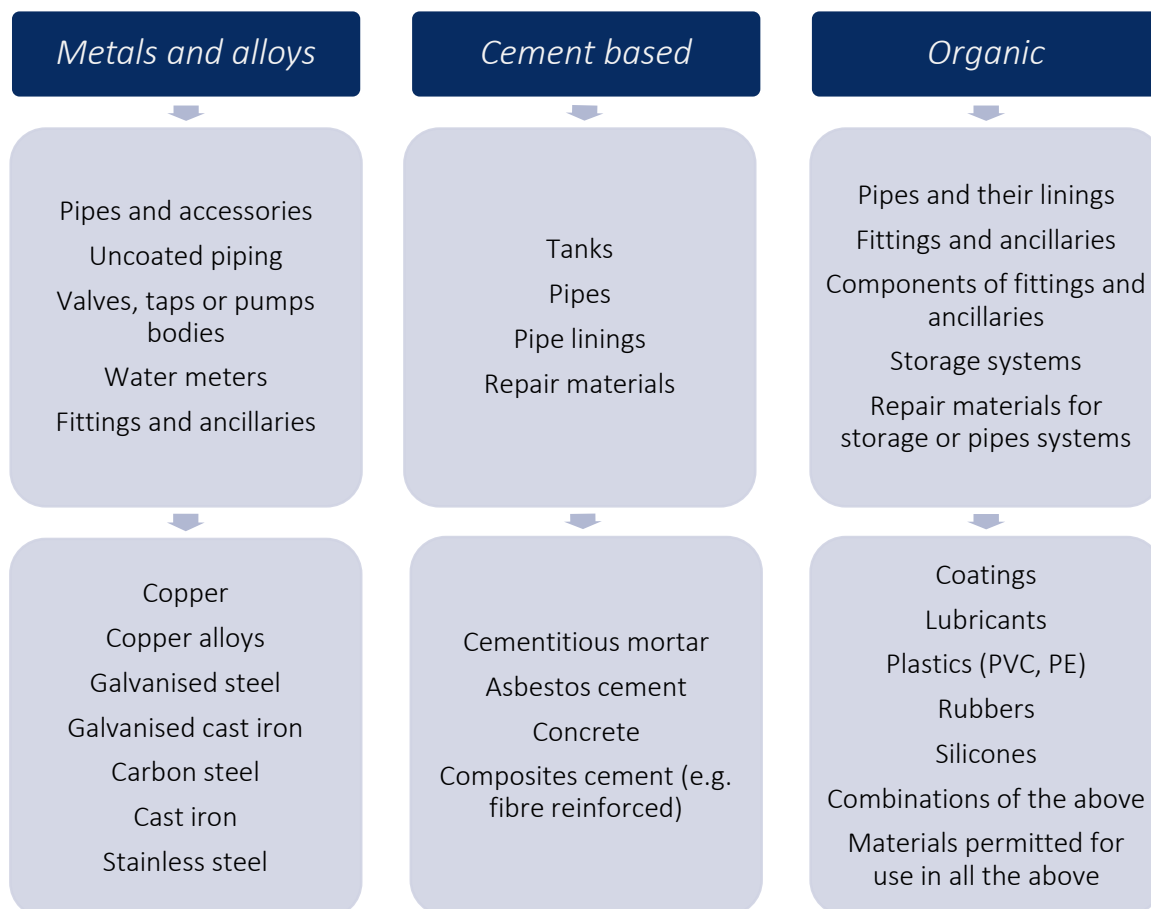 Metals and alloys
Pipes and accessories
Uncoated piping
Valves, taps or pumps
bodies
Water meters
Fittings and ancillaries
Copper
Copper alloys
Galvanised steel
Galvanised cast iron
Carbon steel
Cast iron
Stainless steel
Cement based
Tanks
Pipes
Pipe linings
Repair materials
Cementitious mortar
Asbestos cement
Concrete
Composites cement (e.g.
fibre reinforced)
Organic
Pipes and their linings
Fittings and ancillaries
Components of fittings and
ancillaries
Storage systems
Repair materials for
storage or pipes systems
Coatings
Lubricants
Plastics (PVC, PE)
Rubbers
Silicones
Combinations of the above
Materials permitted for
use in all the above